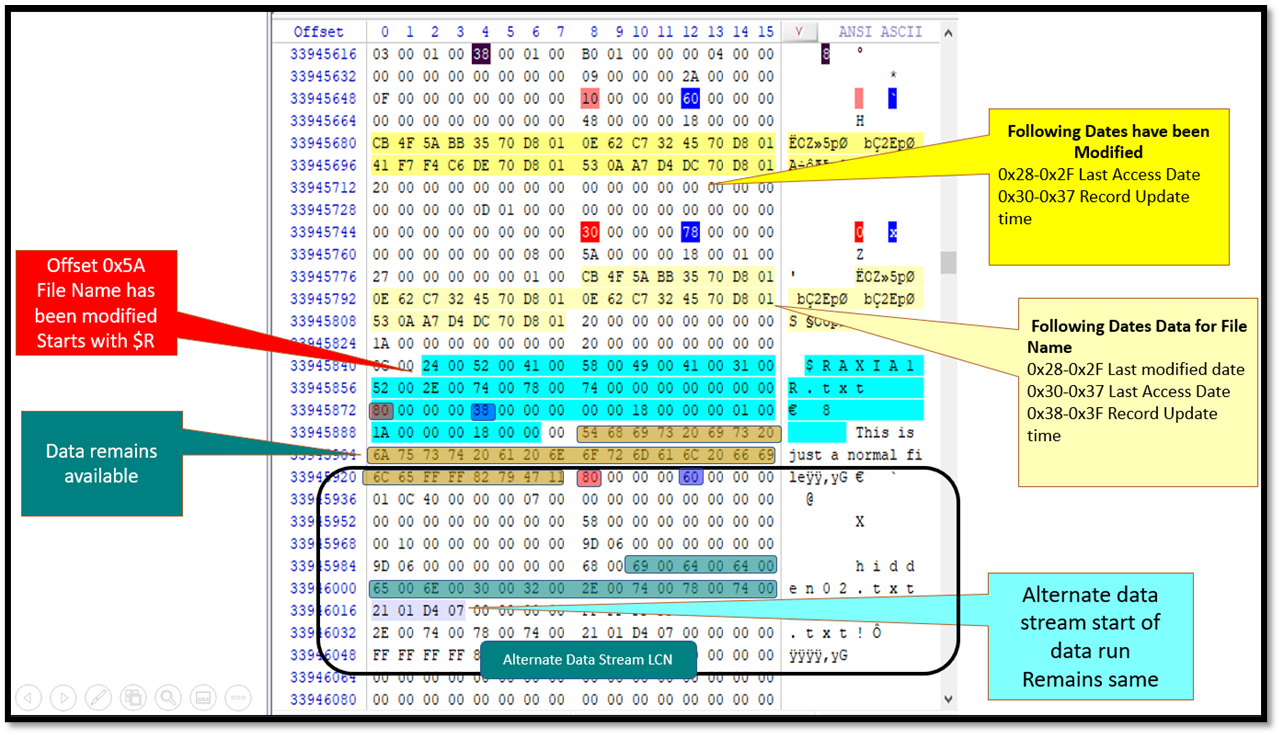 Offset 0 1 2 3 4 5 6 7 8 9 10 11 12 13 14 15 ANSI ASCII
33945616 03 00 01 00 38 00 01 00 B0 01 00 00 00 04 00 00 8 °
33945632 00 00 00 00 00 00 00 00 09 00 00 00 2A 00 00 00 *
33945648 0F 00 00 00 00 00 00 00 10 00 00 00 60 00 00 00 `
33945664 00 00 00 00 00 00 00 00 48 00 00 00 18 00 00 00 H
33945680 CB 4F 5A BB 35 70 D8 01 0E 62 C7 32 45 70 D8 01 ËOZ»5pØ bÇ2EpØ
33945696 41 F7 F4 C6 DE 70 D8 01 53 0A A7 D4 DC 70 D8 01
33945712 20 00 00 00 00 00 00 00 00 00 00 00 00 00 00 00
33945728 00 00 00 00 0D 01 00 00 00 00 00 00 00 00 00 00
33945744 00 00 00 00 00 00 00 00 30 00 00 00 78 00 00 00 0 x
33945760 00 00 00 00 00 00 08 00 5A 00 00 00 18 00 01 00 Z
33945776 27 00 00 00 00 00 01 00 CB 4F 5A BB 35 70 D8 01 ' ËOZ»5pØ
33945792 0E 62 C7 32 45 70 D8 01 0E 62 C7 32 45 70 D8 01 bÇ2EpØ bÇ2EpØ
33945808 53 0A A7 D4 DC 70 D8 01 20 00 00 00 00 00 00 00
33945824 1A 00 00 00 00 00 00 00 20 00 00 00 00 00 00 00
33945840 00 24 00 52 00 41 00 58 00 49 00 41 00 31 00 $ R A X I A 1
33945856 52 00 2E 00 74 00 78 00 74 00 00 00 00 00 00 00 R . t x t
33945872 80 00 00 00 38 00 00 00 00 00 18 00 00 00 01 00 € 8
33945888 1A 00 00 00 18 00 00 00 54 68 69 73 20 69 73 20 This is
33945904 6A 75 73 74 20 61 20 6E 6F 72 6D 61 6C 20 66 69 just a normal fi
33945920 6C 65 FF FF 82 79 47 11 80 00 00 00 60 00 00 00 leÿÿ‚yG € `
33945936 01 0C 40 00 00 00 07 00 00 00 00 00 00 00 00 00 @
33945952 00 00 00 00 00 00 00 00 58 00 00 00 00 00 00 00 X
33945968 00 10 00 00 00 00 00 00 9D 06 00 00 00 00 00 00
33945984 9D 06 00 00 00 00 00 00 68 00 69 00 64 00 64 00 h i d d
33946000 65 00 6E 00 30 00 32 00 2E 00 74 00 78 00 74 00 e n 0 2 . t x t
33946016 21 01 D4 07 00 00 00 00
33946032 2E 00 74 00 78 00 74 00 21 01 D4 07 00 00 00 00 . t x t ! Ô
33946048 FF FF FF FF 00 00 00 ÿÿÿÿ‚yG
33946064 00 00 00 00 00 00 00 00 00 00 00 00 00 00 00 00
33946080 00 00 00 00 00 00 00 00 00 00 00 00 00 00 00 00
Following Dates have been
Modified
0x28-0x2F Last Access Date
0x30-0x37 Record Update
time
Offset 0x5A
File Name has
been modified
Starts with $R
Following Dates Data for File
Name
0x28-0x2F Last modified date
0x30-0x37 Last Access Date
0x38-0x3F Record Update
time
Data remains
available
Alternate data
stream start of
data run
Remains same
Alternate Data Stream LCN